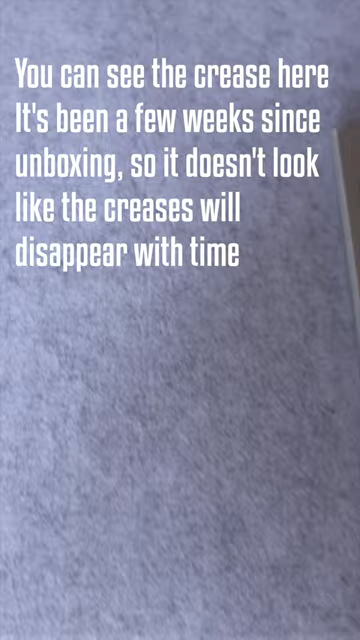 You can see the crease here
It's been a few weeks since
unboxing, so it doesn't look
like the creases will
disappear with time